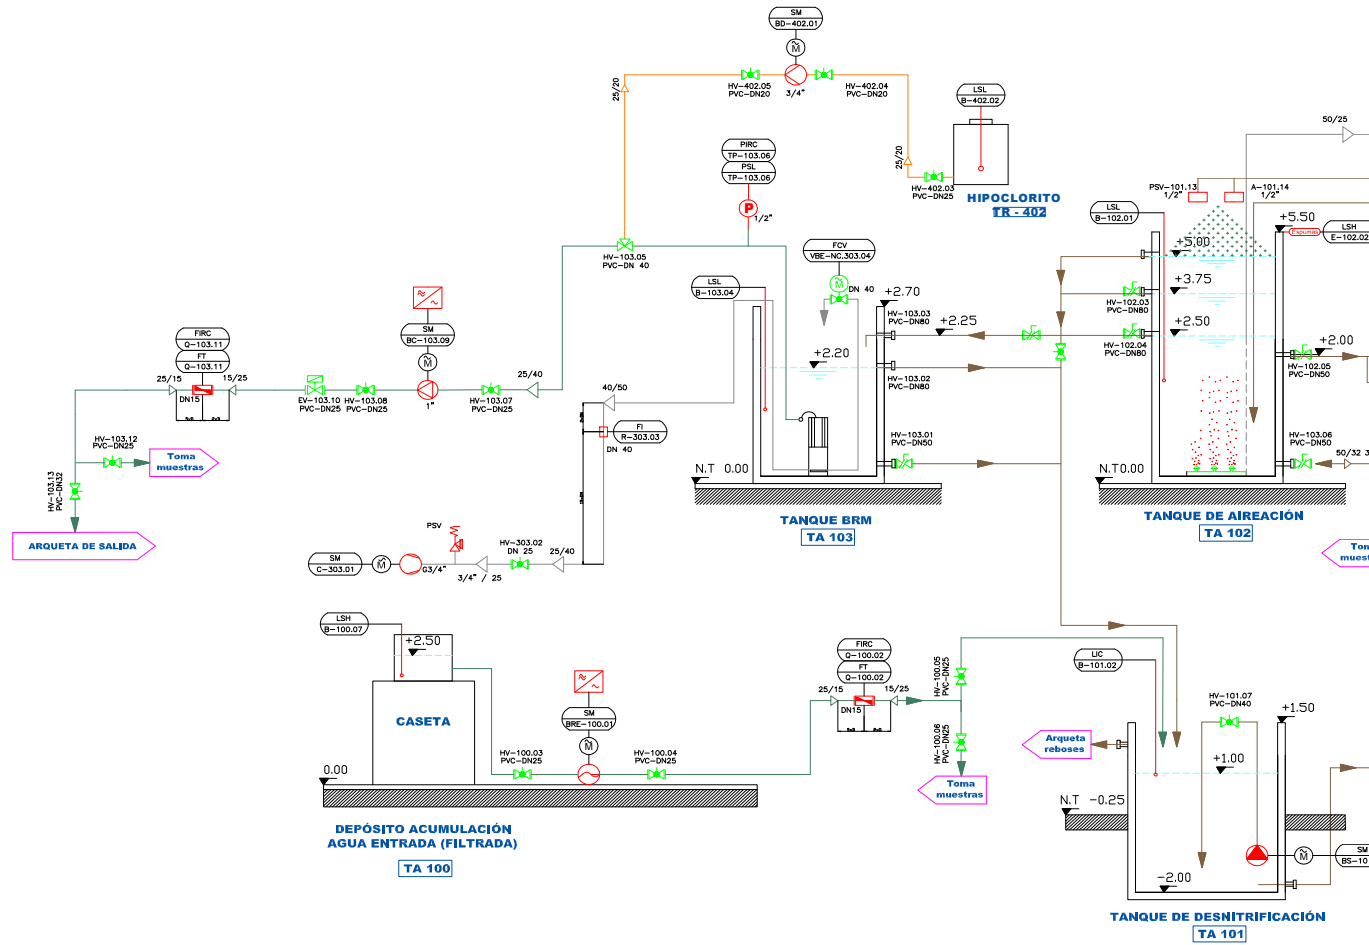 SM
BD-402.01
M
HV-402.05
PVC-DN20
3/4"
HV-402.04
PVC-DN20
25/20
25/20
LSL
B-402.02
HV-402.03
PVC-DN25
HIPOCLORITO
TR - 402
PIRC
TP-103.06
PSL
TP-103.06
P
1/2"
HV-103.05
PVC-DN 40
FCV
VBE-NC.303.04
M
DN 40
LSL
B-103.04
+2.70
HV-103.03
PVC-DN80
+2.25
+2.20
HV-103.02
PVC-DN80
HV-103.01
PVC-DN50
N.T 0.00
TANQUE BRM
TA 103
50/25
PSV-101.13
1/2"
A-101.14
1/2"
LSL
B-102.01
+5.50
Espumas
LSH
E-102.02
+5.00
+3.75
HV-102.03
PVC-DN80
+2.50
HV-102.04
PVC-DN80
+2.00
HV-102.05
PVC-DN50
HV-103.06
PVC-DN50
50/32
N.T0.00
TANQUE DE AIREACIÓN
TA 102
SM
BC-103.09
M
1"
FIRC
Q-103.11
FT
Q-103.11
25/15
15/25
DN15
EV-103.10
PVC-DN25
HV-103.08
PVC-DN25
HV-103.07
PVC-DN25
25/40
40/50
FI
R-303.03
DN 40
HV-103.12
PVC-DN25
Toma
muestras
HV-103.13
PVC-DN32
ARQUETA DE SALIDA
PSV
SM
C-303.01
M
G3/4"
3/4" / 25
HV-303.02
DN 25
25/40
LSH
B-100.07
+2.50
CASETA
0.00
SM
BRE-100.01
M
HV-100.03
PVC-DN25
HV-100.04
PVC-DN25
DEPÓSITO ACUMULACIÓN
AGUA ENTRADA (FILTRADA)
TA 100
FIRC
Q-100.02
FT
Q-100.02
25/15
15/25
DN15
HV-100.05
PVC-DN25
HV-100.06
PVC-DN25
Toma
muestras
LIC
B-101.02
HV-101.07
PVC-DN40
+1.50
Arqueta
reboses
+1.00
N.T -0.25
M
SM
BS-10
-2.00
TANQUE DE DESNITRIFICACIÓN
TA 101